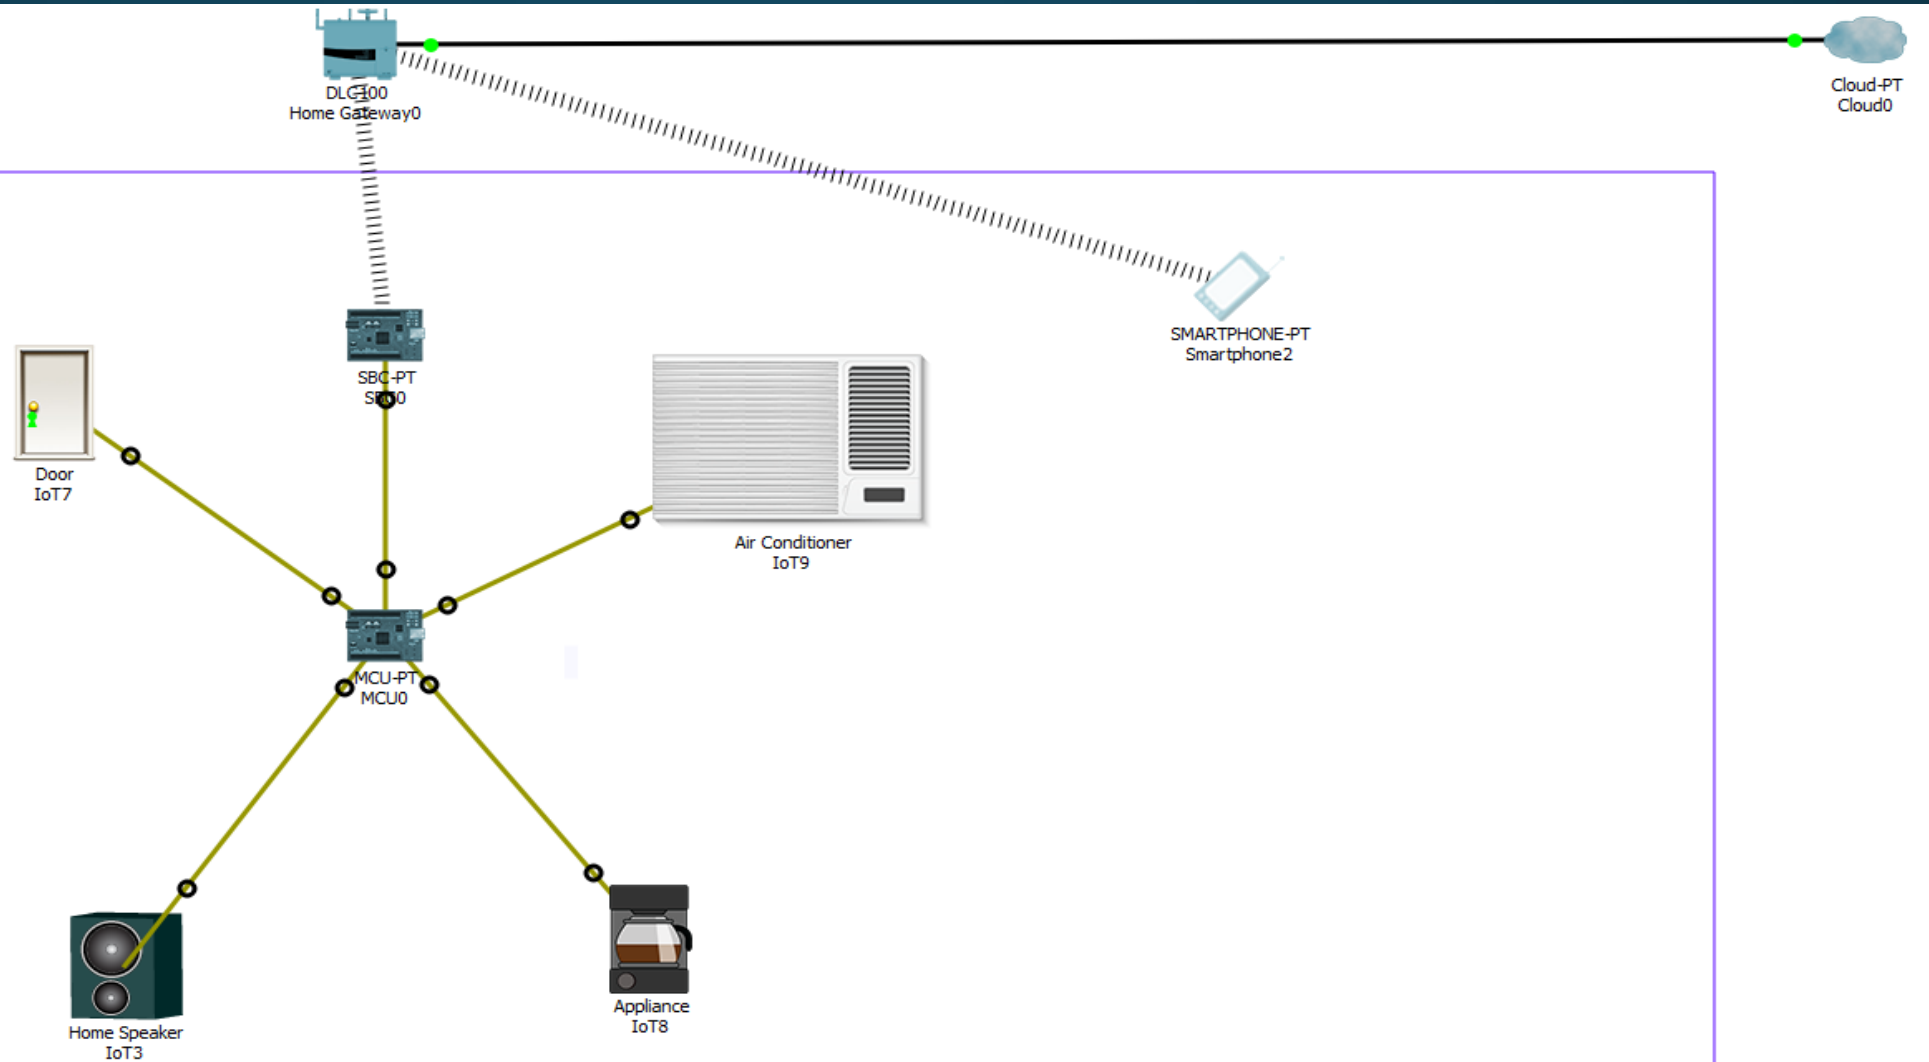 DLC100
Home Gateway0
Cloud-PT
Cloud0
SMARTPHONE-PT
Smartphone2
SBC-PT
SBC0
Door
IoT7
Air Conditioner
IoT9
MCU-PT
MCU0
Appliance
IoT8
Home Speaker
IoT3